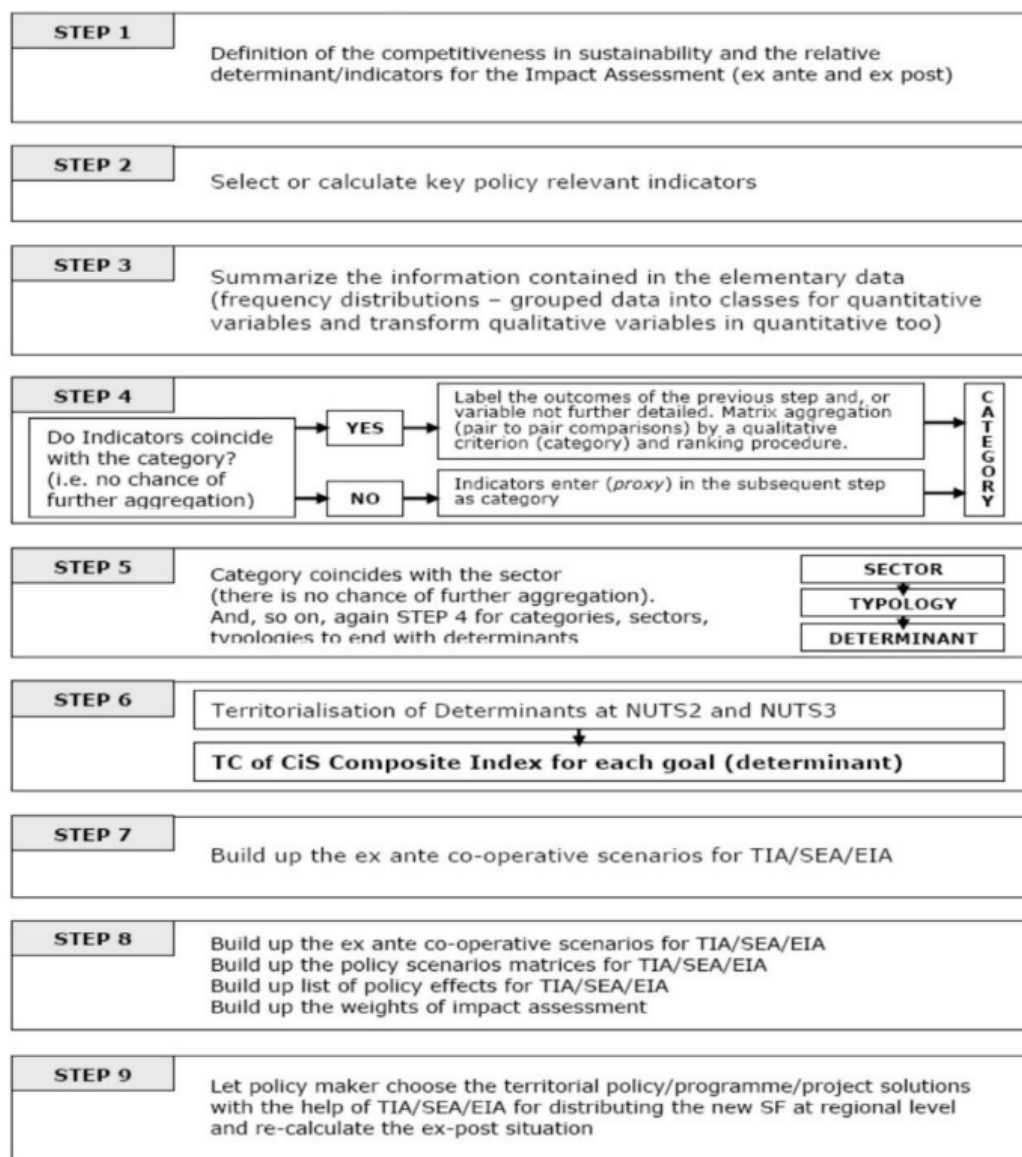 STEP 1
Definition of the competitiveness in sustainability and the relative
determinant/indicators for the Impact Assessment (ex ante and ex post)
STEP 2
Select or calculate key policy relevant indicators
STEP 3
Summarize the information contained in the elementary data
(frequency distributions – grouped data into classes for quantitative
variables and transform qualitative variables in quantitative too)
STEP 4
Do Indicators coincide
with the category?
(i.e. no chance of
further aggregation)
YES
Label the outcomes of the previous step and, or
variable not further detailed. Matrix aggregation
(pair to pair comparisons) by a qualitative
criterion (category) and ranking procedure.
NO
Indicators enter (proxy) in the subsequent step
as category
CATEGORY
STEP 5
Category coincides with the sector
(there is no chance of further aggregation).
And, so on, again STEP 4 for categories, sectors,
typologies to end with determinants
SECTOR
TYPOLOGY
DETERMINANT
STEP 6
Territorialisation of Determinants at NUTS2 and NUTS3
TC of CiS Composite Index for each goal (determinant)
STEP 7
Build up the ex ante co-operative scenarios for TIA/SEA/EIA
STEP 8
Build up the ex ante co-operative scenarios for TIA/SEA/EIA
Build up the policy scenarios matrices for TIA/SEA/EIA
Build up list of policy effects for TIA/SEA/EIA
Build up the weights of impact assessment
STEP 9
Let policy maker choose the territorial policy/programme/project solutions
with the help of TIA/SEA/EIA for distributing the new SF at regional level
and re-calculate the ex-post situation